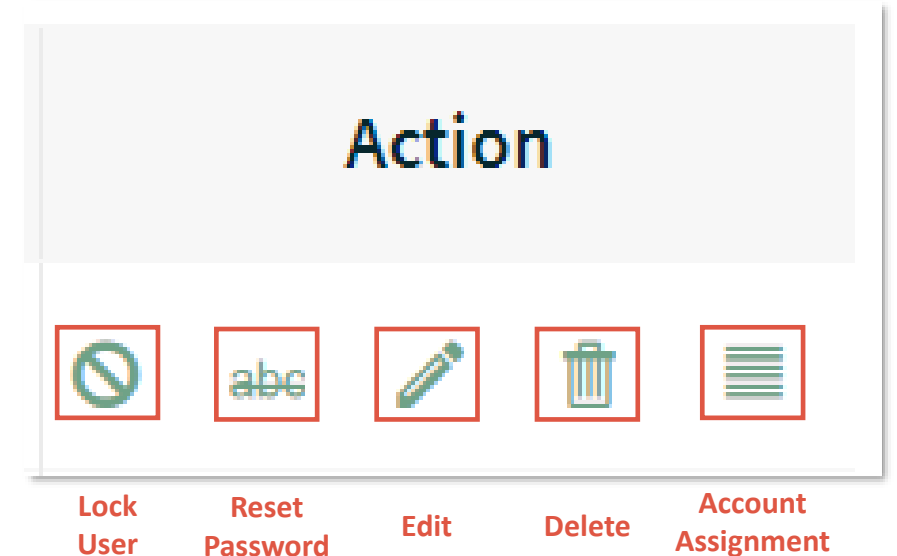 Action
abc
Lock
User
Reset
Password
Edit
Delete
Account
Assignment